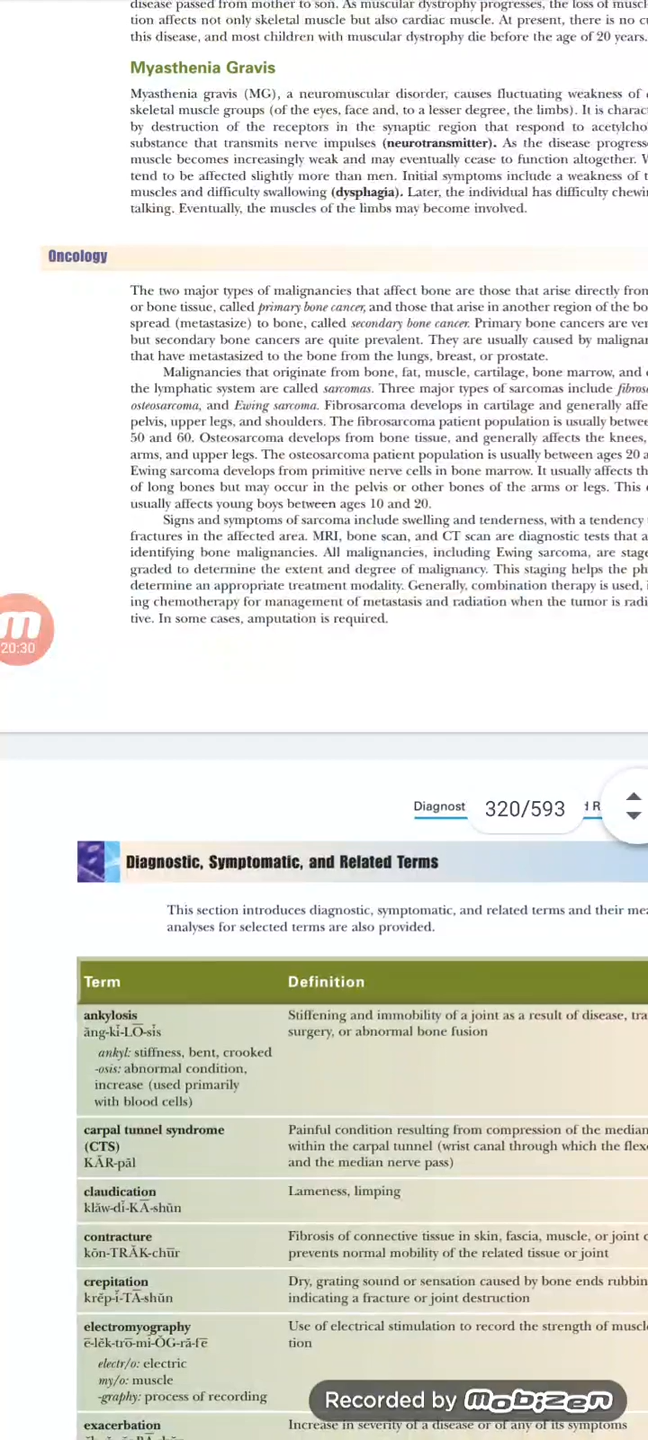 disease passed from mother to son. As muscular dystrophy progresses, the loss of muscl
tion affects not only skeletal muscle but also cardiac muscle. At present, there is no c
this disease, and most children with muscular dystrophy die before the age of 20 years.
Myasthenia Gravis
Myasthenia gravis (MG), a neuromuscular disorder, causes fluctuating weakness of
skeletal muscle groups (of the eyes, face and, to a lesser degree, the limbs). It is charac
by destruction of the receptors in the synaptic region that respond to acetylcho
substance that transmits nerve impulses (neurotransmitter). As the disease progress
muscle becomes increasingly weak and may eventually cease to function altogether. W
tend to be affected slightly more than men. Initial symptoms include a weakness of t
muscles and difficulty swallowing (dysphagia). Later, the individual has difficulty chewi
talking. Eventually, the muscles of the limbs may become involved.
Oncology
The two major types of malignancies that affect bone are those that arise directly from
or bone tissue, called primary bone cancer, and those that arise in another region of the bo
spread (metastasize) to bone, called secondary bone cancer. Primary bone cancers are ver
but secondary bone cancers are quite prevalent. They are usually caused by malignan
that have metastasized to the bone from the lungs, breast, or prostate.
Malignancies that originate from bone, fat, muscle, cartilage, bone marrow, and
the lymphatic system are called sarcomas. Three major types of sarcomas include fibros
osteosarcoma, and Ewing sarcoma. Fibrosarcoma develops in cartilage and generally affe
pelvis, upper legs, and shoulders. The fibrosarcoma patient population is usually betwee
50 and 60. Osteosarcoma develops from bone tissue, and generally affects the knees,
arms, and upper legs. The osteosarcoma patient population is usually between ages 20 a
Ewing sarcoma develops from primitive nerve cells in bone marrow. It usually affects th
of long bones but may occur in the pelvis or other bones of the arms or legs. This
usually affects young boys between ages 10 and 20.
Signs and symptoms of sarcoma include swelling and tenderness, with a tendency
fractures in the affected area. MRI, bone scan, and CT scan are diagnostic tests that a
identifying bone malignancies. All malignancies, including Ewing sarcoma, are stage
graded to determine the extent and degree of malignancy. This staging helps the ph
determine an appropriate treatment modality. Generally, combination therapy is used, i
ing chemotherapy for management of metastasis and radiation when the tumor is radi
tive. In some cases, amputation is required.
20:30
Diagnost 320/593 d R
Diagnostic, Symptomatic, and Related Terms
This section introduces diagnostic, symptomatic, and related terms and their mea
analyses for selected terms are also provided.
Term Definition
ankylosis Stiffening and immobility of a joint as a result of disease, tra
ăng-kĭ-LŌ-sĭs surgery, or abnormal bone fusion
ankyl: stiffness, bent, crooked
-osis: abnormal condition,
increase (used primarily
with blood cells)
carpal tunnel syndrome Painful condition resulting from compression of the median
(CTS) within the carpal tunnel (wrist canal through which the flex
KĂR-păl and the median nerve pass)
claudication Lameness, limping
klăw-dĭ-KĀ-shŭn
contracture Fibrosis of connective tissue in skin, fascia, muscle, or joint c
kŏn-TRĂK-chūr prevents normal mobility of the related tissue or joint
crepitation Dry, grating sound or sensation caused by bone ends rubbin
krĕp-ĭ-TĀ-shŭn indicating a fracture or joint destruction
electromyography Use of electrical stimulation to record the strength of muscl
ē-lĕk-trō-mī-ŎG-ră-fē tion
electr/o: electric
my/o: muscle
-graphy: process of recording
Recorded by mobizen
exacerbation Increase in severity of a disease or of any of its symptoms